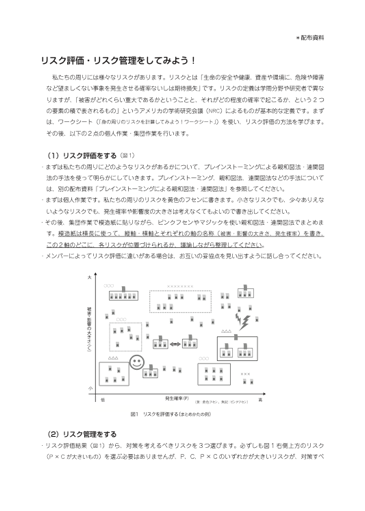 ＊配布資料
リスク評価・リスク管理をしてみよう！
私たちの周りには様々なリスクがあります。リスクとは「生命の安全や健康、資産や環境に、危険や障害
など望ましくない事象を発生させる確率ないしは期待損失」です。リスクの定義は学問分野や研究者で異な
りますが、「被害がどれくらい重大であるかということと、それがどの程度の確率で起こるか、という２つ
の要素の積で表されるもの」というアメリカの学術研究会議（NRC）によるものが基本的な定義です。まず
は、ワークシート（『身の周りのリスクを計算してみよう！ワークシート』）を使い、リスク評価の方法を学びます。
その後、以下の２点の個人作業・集団作業を行います。
（1）リスク評価をする（図１）
・まずは私たちの周りにどのようなリスクがあるかについて、ブレインストーミングによる親和図法・連関図
法の手法を使って明らかにしていきます。ブレインストーミング、親和図法、連関図法などの手法について
は、別の配布資料「ブレインストーミングによる親和図法・連関図法」を参照してください。
・まずは個人作業です。私たちの周りのリスクを黄色のフセンに書きます。小さなリスクでも、少々ありえな
いようなリスクでも、発生確率や影響度の大きさは考えなくてもよいので書き出してください。
・その後、集団作業で模造紙に貼りながら、ピンクフセンやマジックを使い親和図法・連関図法でまとめま
す。模造紙は横長に使って、縦軸・横軸とそれぞれの軸の名称（被害・影響の大きさ、発生確率）を書き、
この２軸のどこに、各リスクが位置づけられるか、議論しながら整理してください。
・メンバーによってリスク評価に違いがある場合は、お互いの妥協点を見い出すように話し合ってください。
大
被害・影響の大きさ(C)
小
低
発生確率(P)
高
図１　リスクを評価する（まとめかたの例）
（2）リスク管理をする
・リスク評価結果（図１）から、対策を考えるべきリスクを３つ選びます。必ずしも図１右側上方のリスク
（P × C が大きいもの）を選ぶ必要はありませんが、P、C、P × C のいずれかが大きいリスクが、対策すべ